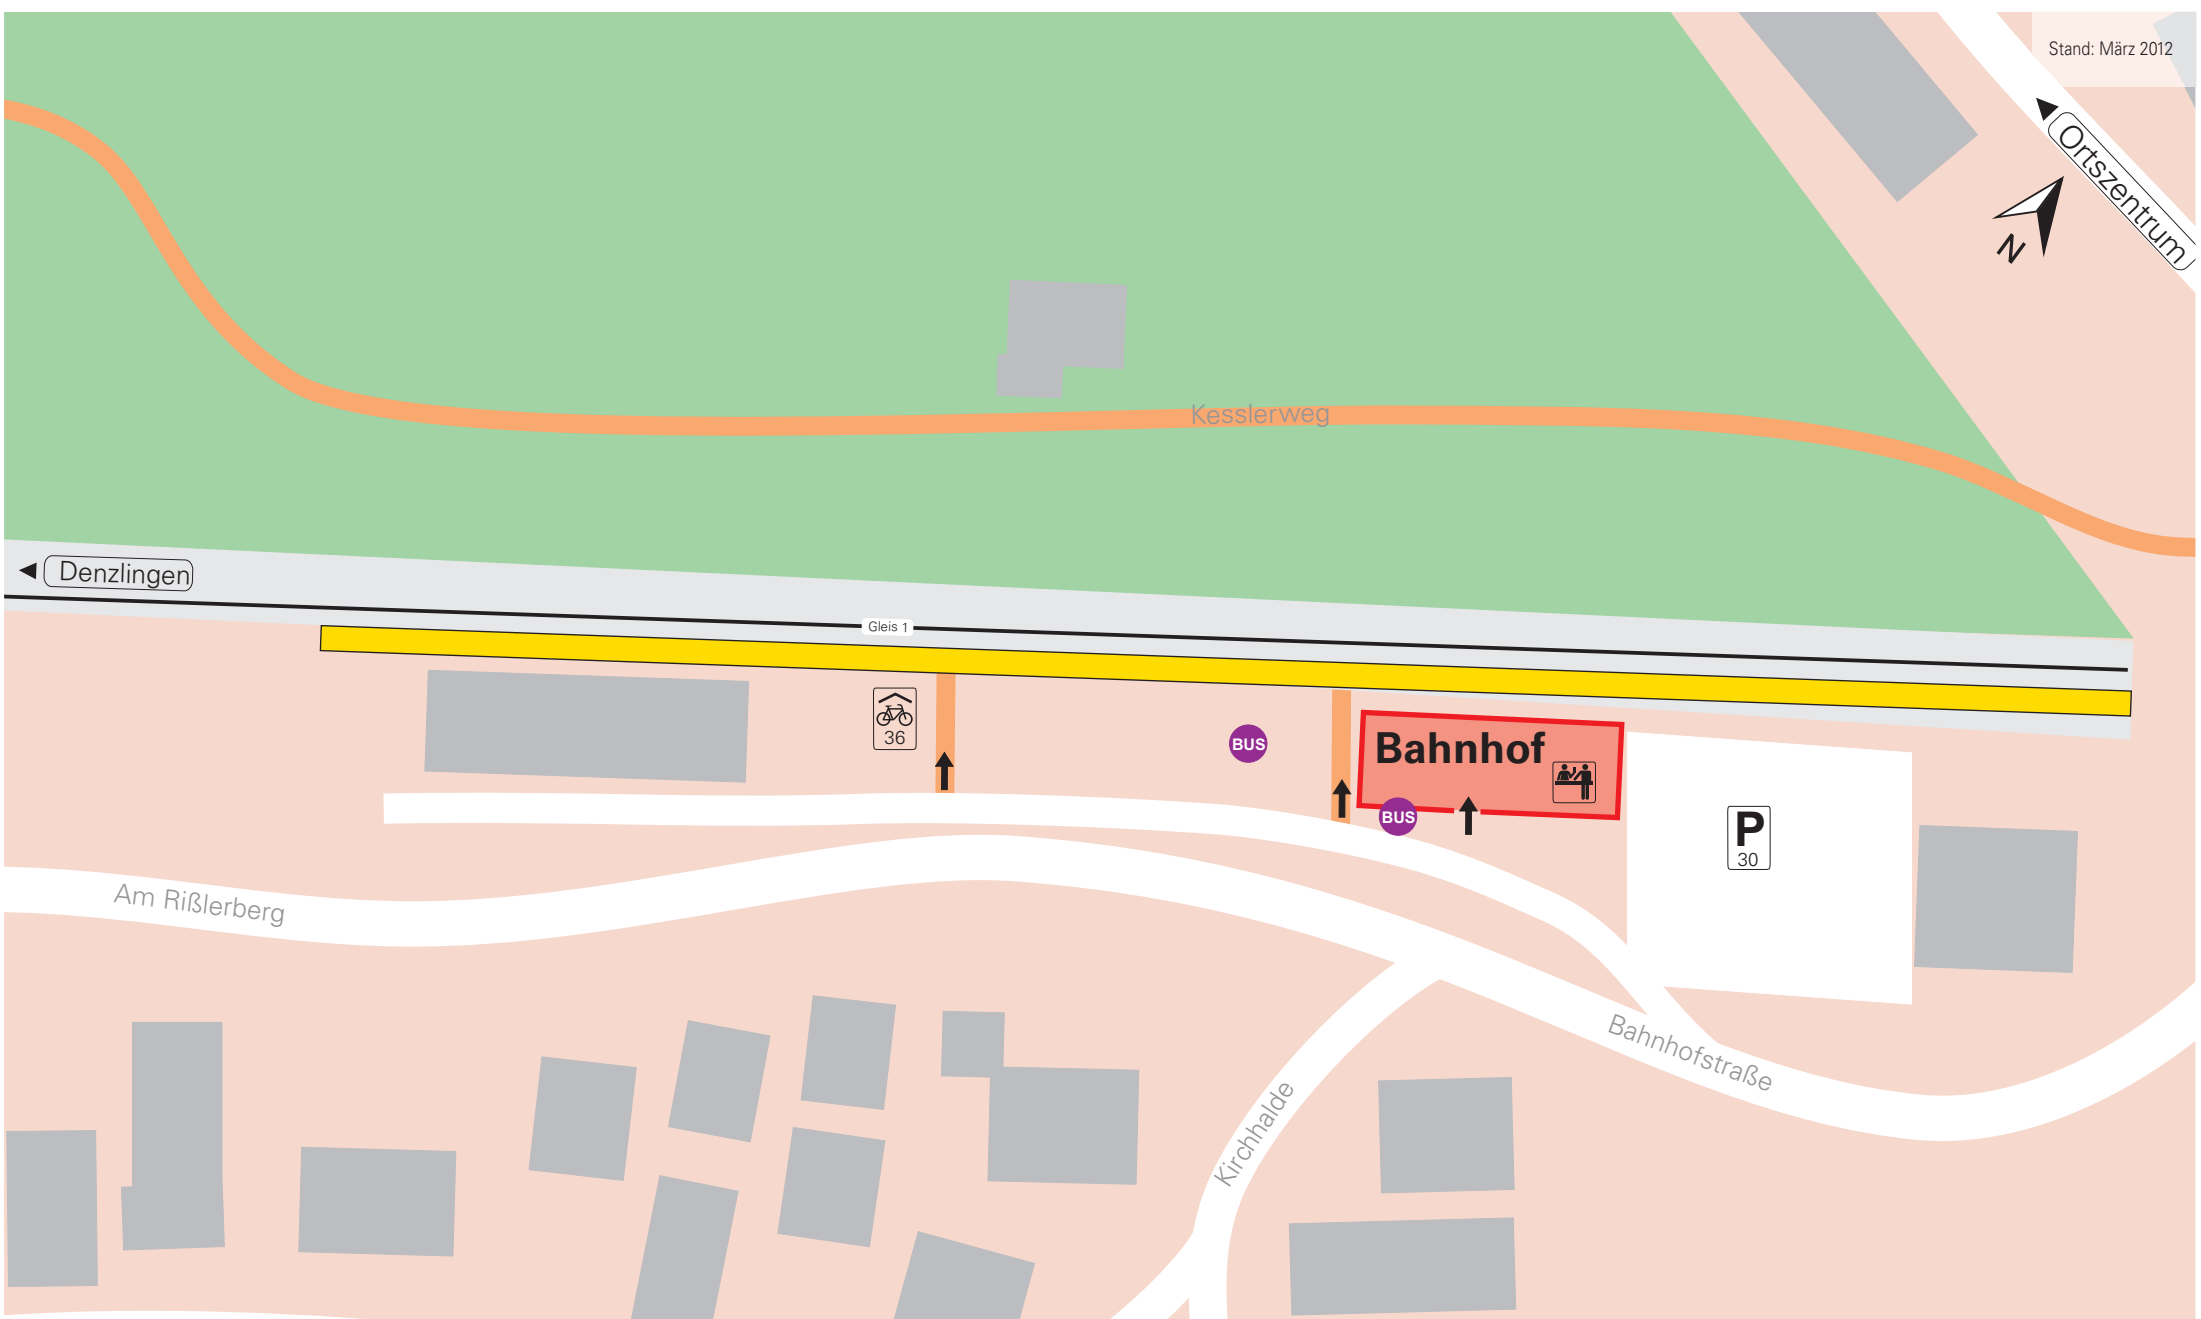 Stand: März 2012
Ortszentrum
N
Kesslerweg
Denzlingen
Gleis 1
36
BUS
Bahnhof
BUS
P
30
Am Rißlerberg
Bahnhofstraße
Kirchhalde